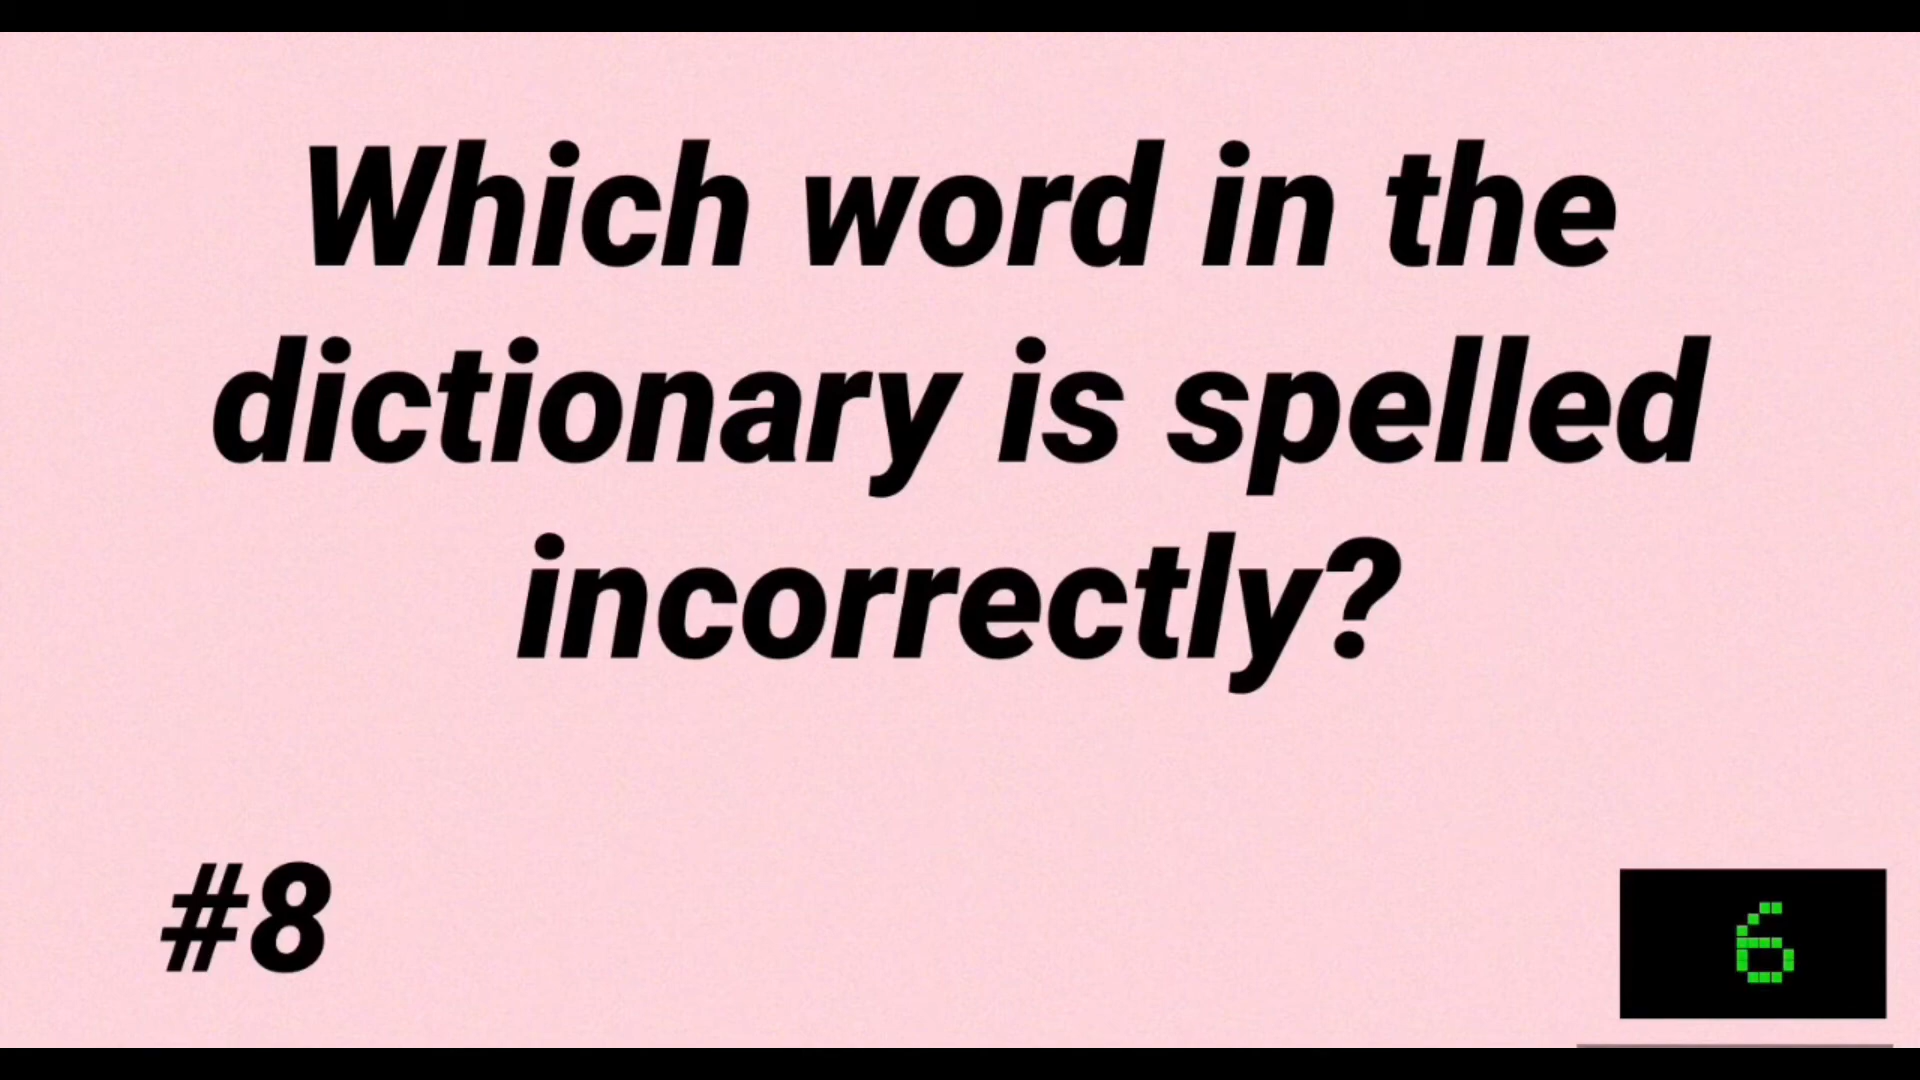 Which word in the
dictionary is spelled
incorrectly?
#8
6